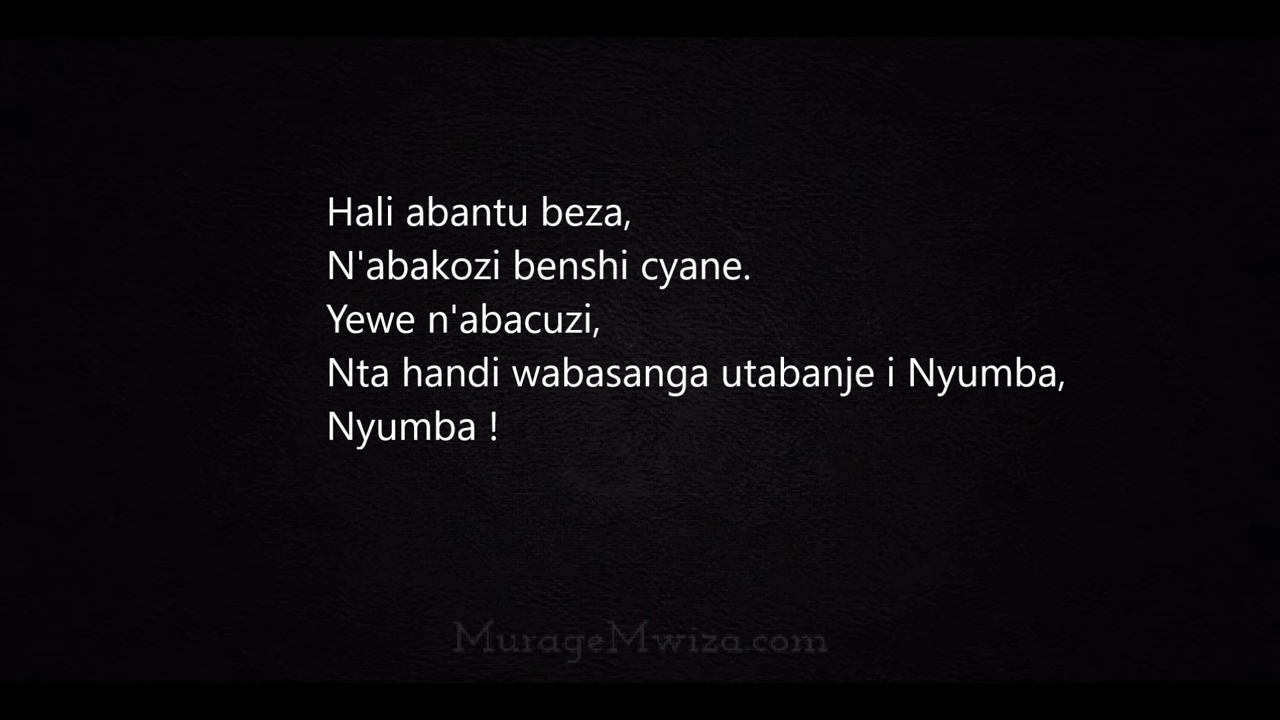 Hali abantu beza,
N'abakozi benshi cyane.
Yewe n'abacuzi,
Nta handi wabasanga utabanje i Nyumba,
Nyumba !
MurageMwiza.com